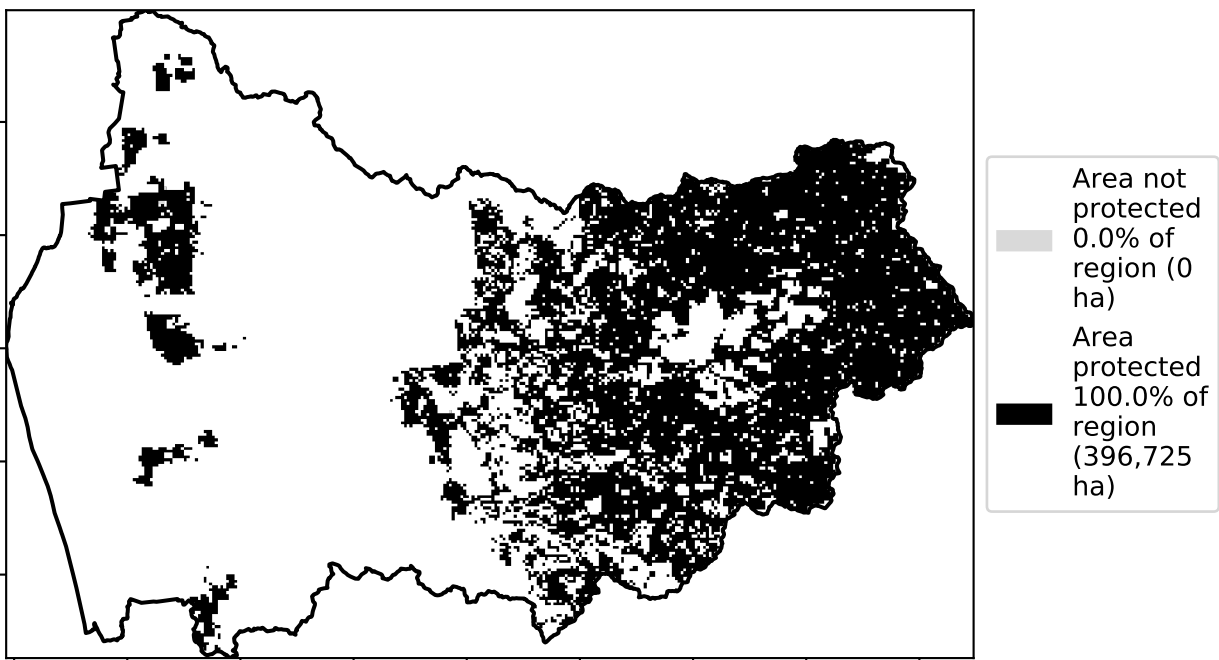 Area not
protected
0.0% of
region (0
ha)
Area
protected
100.0% of
region
(396,725
ha)